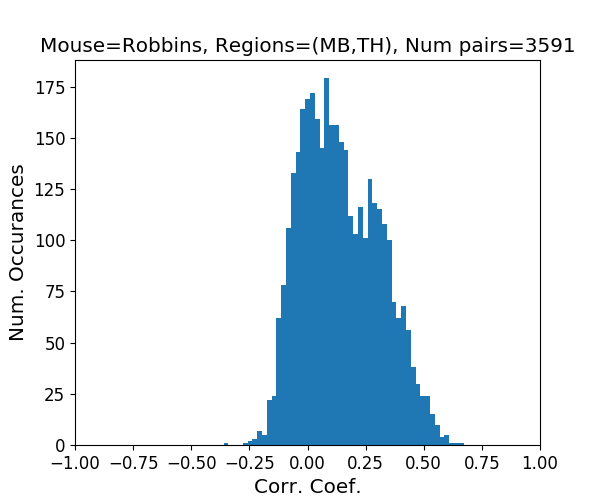 Mouse=Robbins, Regions=(MB,TH), Num pairs=3591
Num. Occurances
175
150
125
100
75
50
25
0
−1.00 −0.75 −0.50 −0.25 0.00 0.25 0.50 0.75 1.00
Corr. Coef.